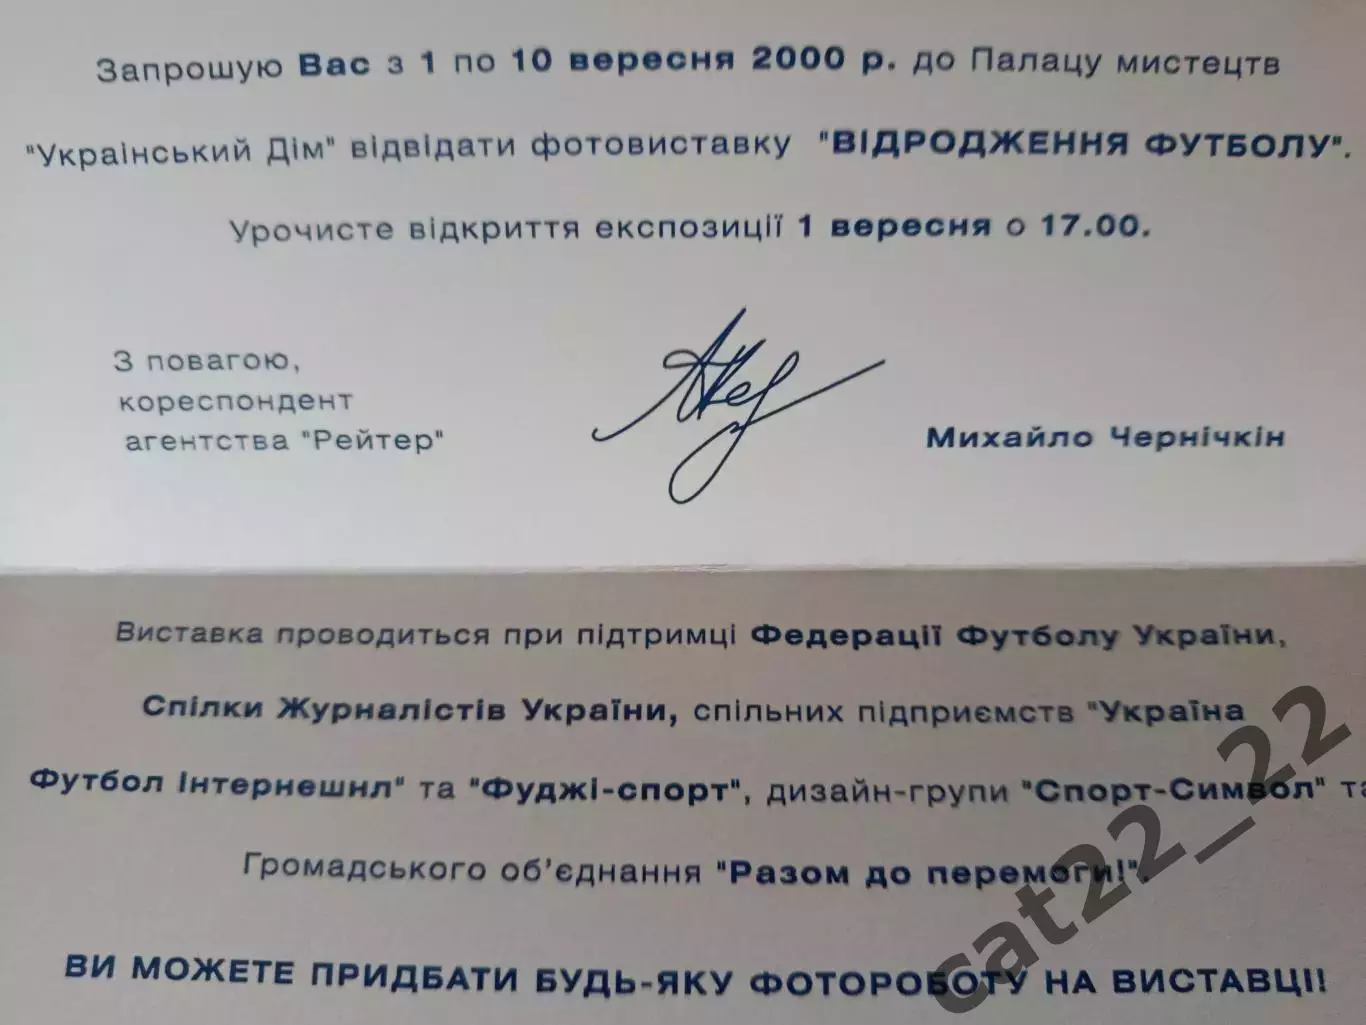 Запрошую Вас з 1 по 10 вересня 2000 р. до Палацу мистецтв
"Украінський Дім" відвідати фотовиставку "ВІДРОДЖЕННЯ ФУТБОЛУ".
Урочисте відкриття експозиції 1 вересня о 17.00.
З повагою,
кореспондент
агентства "Рейтер"
Михайло Чернічкін
Виставка проводиться при підтримці Федерації Футболу України,
Спілки Журналістів України, спільних підприємств "Україна
Футбол Інтернешнл" та "Фуджі-спорт", дизайн-групи "Спорт-Символ" та
Громадського об'єднання "Разом до перемоги!".
ВИ МОЖЕТЕ ПРИДБАТИ БУДЬ-ЯКУ ФОТОРОБОТУ НА ВИСТАВЦІ!
cat22_22